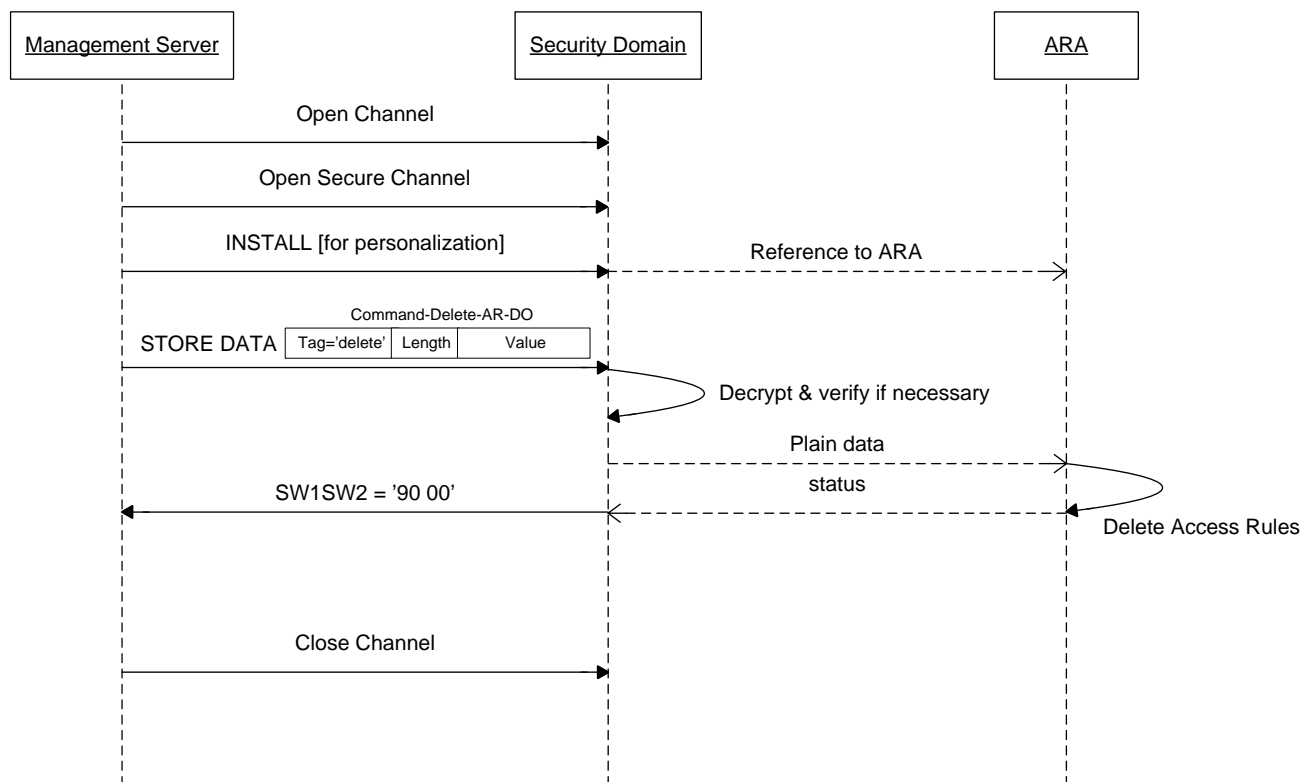 Management Server
Security Domain
ARA
Open Channel
Open Secure Channel
INSTALL [for personalization]
Reference to ARA
Command-Delete-AR-DO
STORE DATA Tag=’delete’ Length Value
Decrypt & verify if necessary
Plain data
status
SW1SW2 = ’90 00’
Delete Access Rules
Close Channel